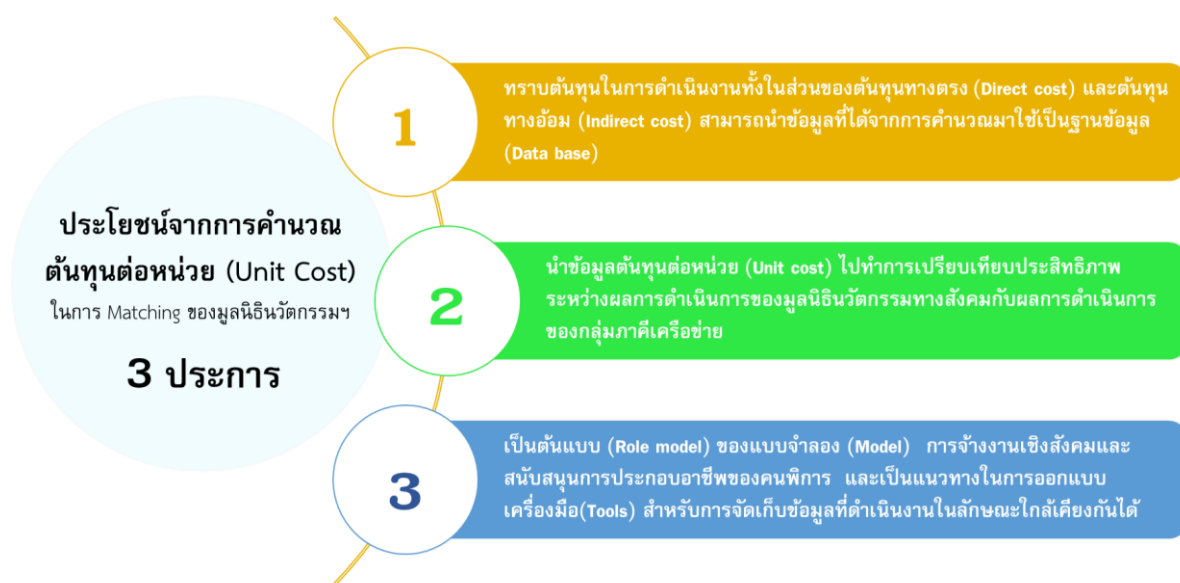 ประโยชน์จากการคำนวณ
ต้นทุนต่อหน่วย (Unit Cost)
ในการ Matching ของมูลนิธินวัตกรรมฯ
3 ประการ
1
ทราบต้นทุนในการดำเนินงานทั้งในส่วนของต้นทุนทางตรง (Direct cost) และต้นทุน
ทางอ้อม (Indirect cost) สามารถนำข้อมูลที่ได้จากการคำนวณมาใช้เป็นฐานข้อมูล
(Data base)
2
นำข้อมูลต้นทุนต่อหน่วย (Unit cost) ไปทำการเปรียบเทียบประสิทธิภาพ
ระหว่างผลการดำเนินการของมูลนิธินวัตกรรมทางสังคมกับผลการดำเนินการ
ของกลุ่มภาคีเครือข่าย
3
เป็นต้นแบบ (Role model) ของแบบจำลอง (Model) การจ้างงานเชิงสังคมและ
สนับสนุนการประกอบอาชีพของคนพิการ และเป็นแนวทางในการออกแบบ
เครื่องมือ(Tools) สำหรับการจัดเก็บข้อมูลที่ดำเนินงานในลักษณะใกล้เคียงกันได้